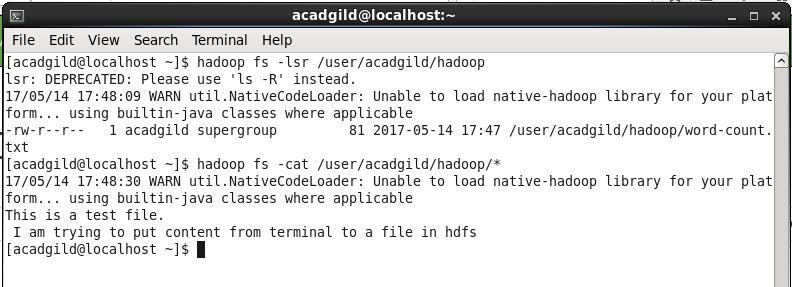 acadgild@localhost:~
File Edit View Search Terminal Help
[acadgild@localhost ~]$ hadoop fs -lsr /user/acadgild/hadoop
lsr: DEPRECATED: Please use 'ls -R' instead.
17/05/14 17:48:09 WARN util.NativeCodeLoader: Unable to load native-hadoop library for your plat
form... using builtin-java classes where applicable
-rw-r--r--   1 acadgild supergroup         81 2017-05-14 17:47 /user/acadgild/hadoop/word-count.
txt
[acadgild@localhost ~]$ hadoop fs -cat /user/acadgild/hadoop/*
17/05/14 17:48:30 WARN util.NativeCodeLoader: Unable to load native-hadoop library for your plat
form... using builtin-java classes where applicable
This is a test file.
 I am trying to put content from terminal to a file in hdfs
[acadgild@localhost ~]$